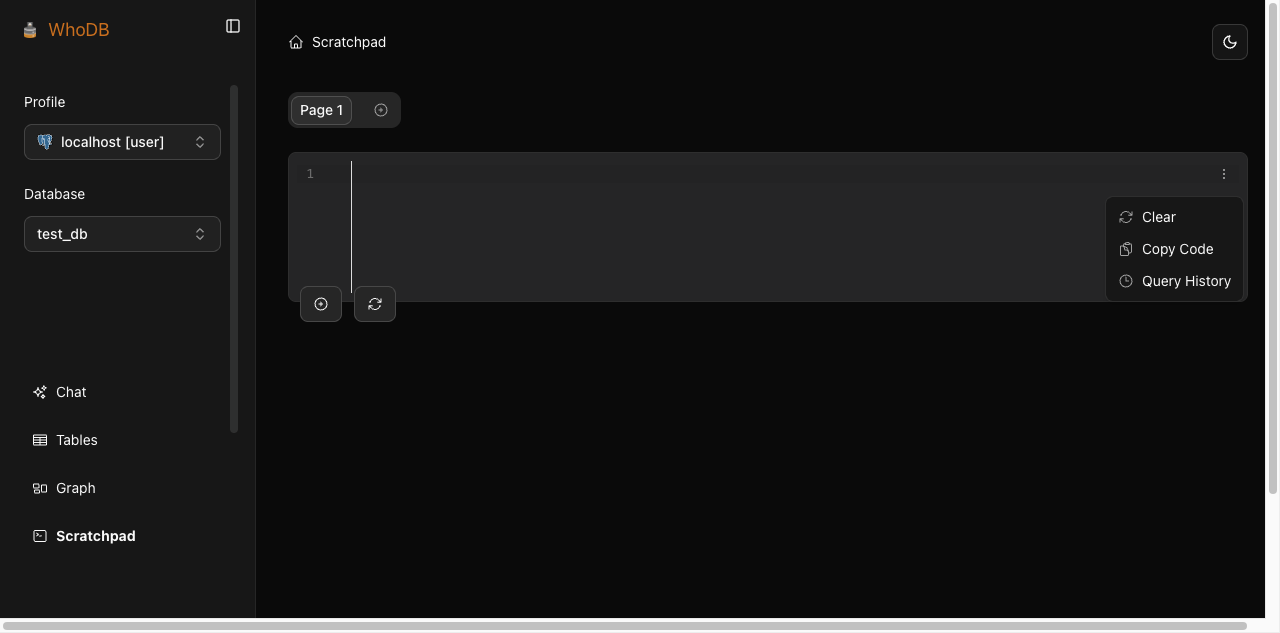 WhoDB
Profile
localhost [user]
Database
test_db
Chat
Tables
Graph
Scratchpad
Scratchpad
Page 1
1
Clear
Copy Code
Query History